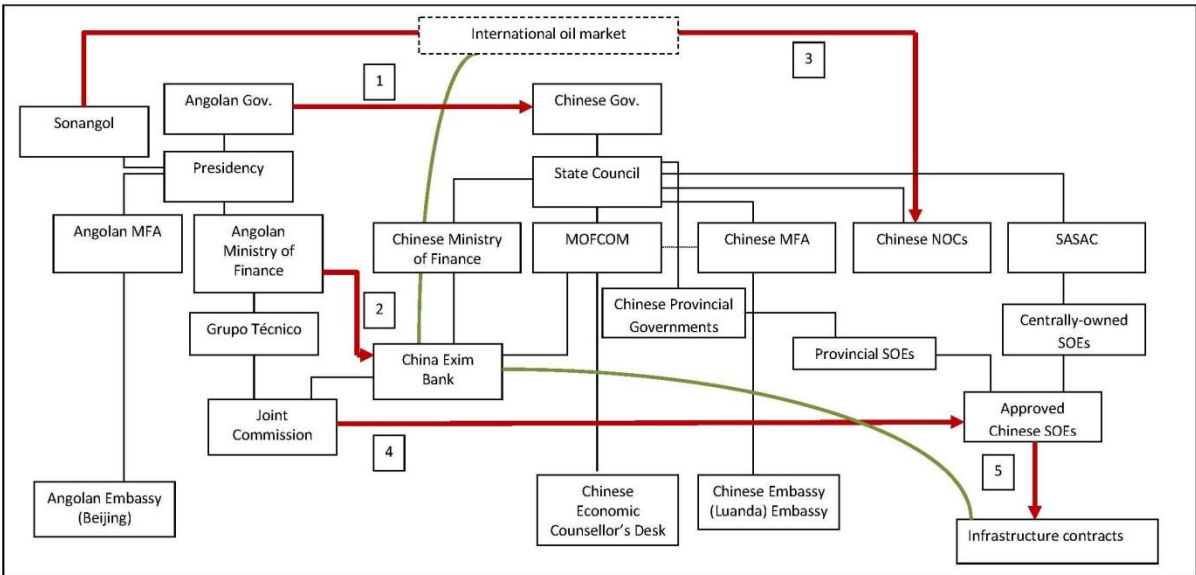 International oil market
1
3
Angolan Gov.
Chinese Gov.
Sonangol
Presidency
State Council
Angolan MFA
Angolan
Ministry of
Finance
Chinese Ministry
of Finance
MOFCOM
Chinese MFA
Chinese NOCs
SASAC
2
Chinese Provincial
Governments
Grupo Técnico
Centrally-owned
SOEs
China Exim
Bank
Provincial SOEs
Joint
Commission
Approved
Chinese SOEs
4
5
Angolan Embassy
(Beijing)
Chinese
Economic
Counsellor’s Desk
Chinese Embassy
(Luanda) Embassy
Infrastructure contracts